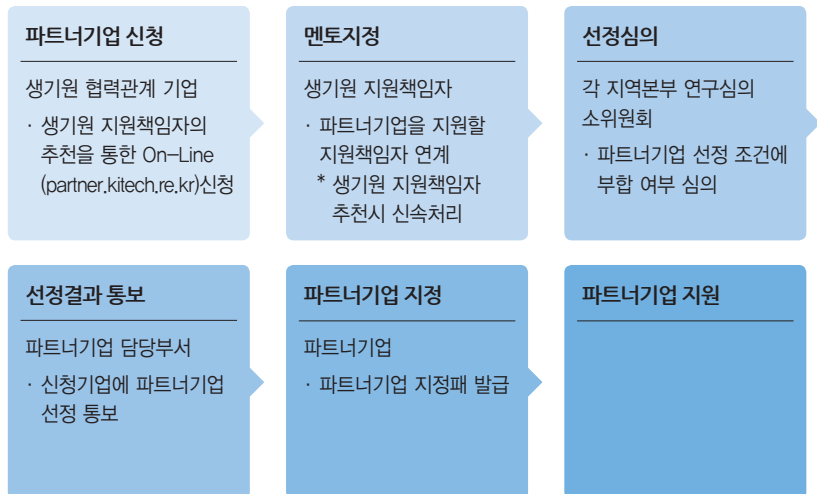 파트너기업 신청
생기원 협력관계 기업
· 생기원 지원책임자의
추천을 통한 On-Line
(partner.kitech.re.kr)신청
멘토지정
생기원 지원책임자
· 파트너기업을 지원할
지원책임자 연계
* 생기원 지원책임자
추천시 신속처리
선정심의
각 지역본부 연구심의
소위원회
· 파트너기업 선정 조건에
부합 여부 심의
선정결과 통보
파트너기업 담당부서
· 신청기업에 파트너기업
선정 통보
파트너기업 지정
파트너기업
· 파트너기업 지정패 발급
파트너기업 지원